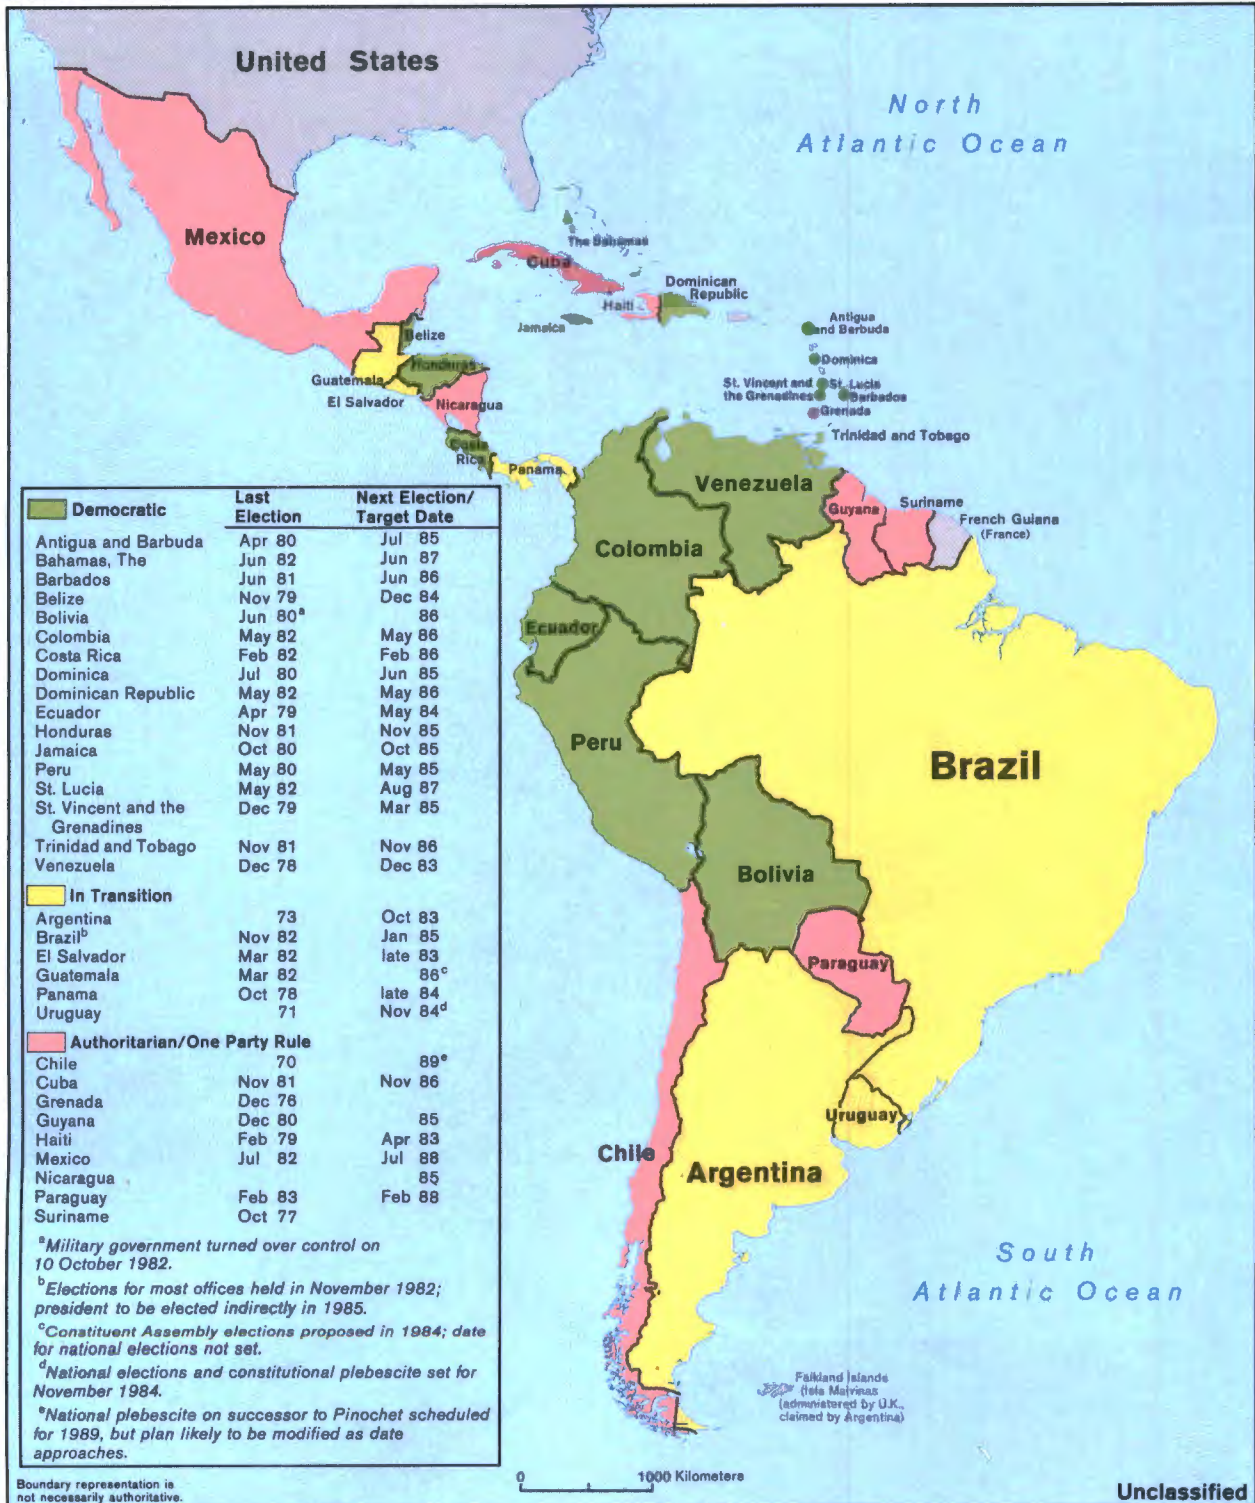 United States
North
Atlantic Ocean
Mexico
The Bahamas
Cuba
Dominican
Republic
Haiti
Jamaica
Antigua
and Barbuda
Belize
Dominica
Honduras
Guatemala
St. Vincent and
the Grenadines
St. Lucia
Barbados
El Salvador
Nicaragua
Grenada
Costa
Rica
Trinidad and Tobago
Panama
Venezuela
Guyana
Suriname
French Guiana
(France)
Colombia
Ecuador
Peru
Brazil
Bolivia
Paraguay
Uruguay
Chile
Argentina
South
Atlantic Ocean
Falkland Islands
(Isla Malvinas
(administered by U.K.,
claimed by Argentina)
Democratic Last Election Next Election/ Target Date
Antigua and Barbuda Apr 80 Jul 85
Bahamas, The Jun 82 Jun 87
Barbados Jun 81 Jun 86
Belize Nov 79 Dec 84
Bolivia Jun 80a 86
Colombia May 82 May 86
Costa Rica Feb 82 Feb 86
Dominica Jul 80 Jun 85
Dominican Republic May 82 May 86
Ecuador Apr 79 May 84
Honduras Nov 81 Nov 85
Jamaica Oct 80 Oct 85
Peru May 80 May 85
St. Lucia May 82 Aug 87
St. Vincent and the Dec 79 Mar 85
Grenadines
Trinidad and Tobago Nov 81 Nov 86
Venezuela Dec 78 Dec 83
In Transition
Argentina 73 Oct 83
Brazilb Nov 82 Jan 85
El Salvador Mar 82 late 83
Guatemala Mar 82 86c
Panama Oct 78 late 84
Uruguay 71 Nov 84d
Authoritarian/One Party Rule
Chile 70 89e
Cuba Nov 81 Nov 86
Grenada Dec 76
Guyana Dec 80 85
Haiti Feb 79 Apr 83
Mexico Jul 82 Jul 88
Nicaragua 85
Paraguay Feb 83 Feb 88
Suriname Oct 77
aMilitary government turned over control on
10 October 1982.
bElections for most offices held in November 1982;
president to be elected indirectly in 1985.
cConstituent Assembly elections proposed in 1984; date
for national elections not set.
dNational elections and constitutional plebescite set for
November 1984.
eNational plebescite on successor to Pinochet scheduled
for 1989, but plan likely to be modified as date
approaches.
Boundary representation is
not necessarily authoritative.
0 1000 Kilometers
Unclassified